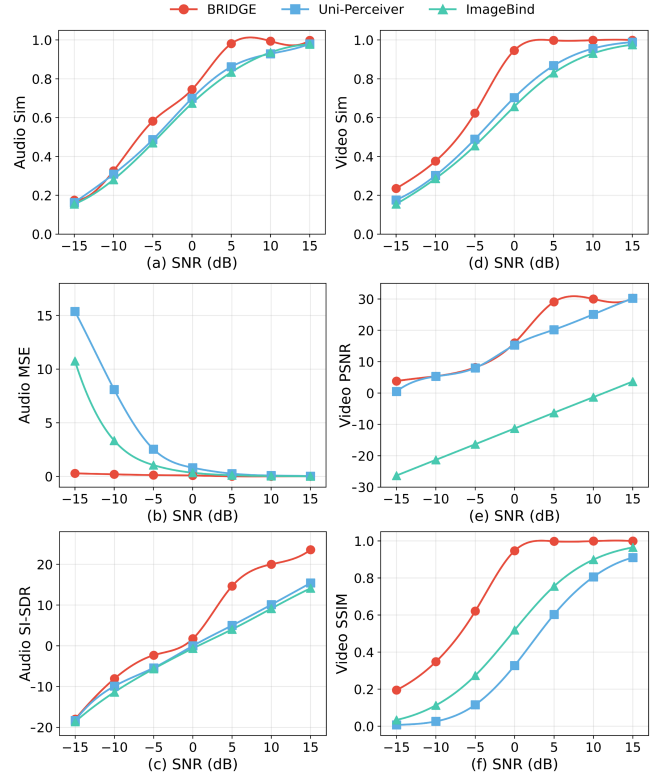 BRIDGE Uni-Perceiver ImageBind
Audio Sim
1.0
0.8
0.6
0.4
0.2
0.0
−15 −10 −5 0 5 10 15
(a) SNR (dB)
Video Sim
1.0
0.8
0.6
0.4
0.2
0.0
−15 −10 −5 0 5 10 15
(d) SNR (dB)
Audio MSE
15
10
5
0
−15 −10 −5 0 5 10 15
(b) SNR (dB)
Video PSNR
30
20
10
0
−10
−20
−30
−15 −10 −5 0 5 10 15
(e) SNR (dB)
Audio SI-SDR
20
10
0
−10
−20
−15 −10 −5 0 5 10 15
(c) SNR (dB)
Video SSIM
1.0
0.8
0.6
0.4
0.2
0.0
−15 −10 −5 0 5 10 15
(f) SNR (dB)